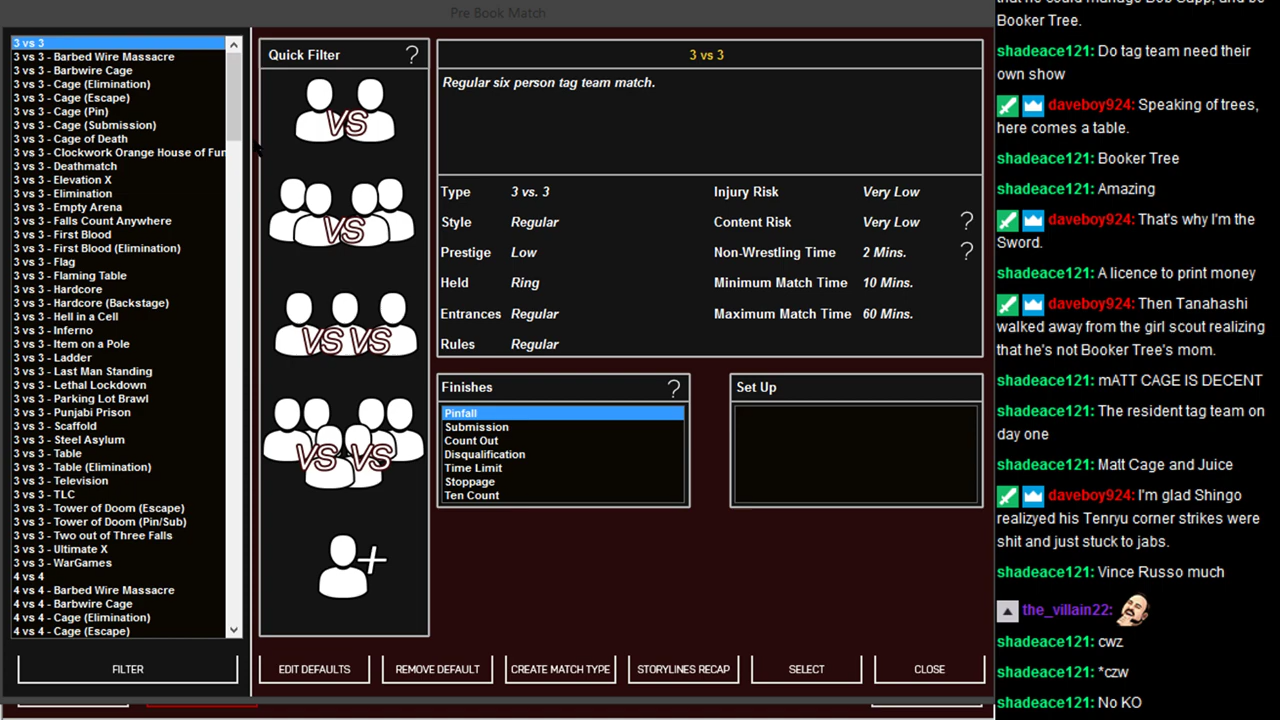 Pre Book Match
3 vs 3
3 vs 3 - Barbed Wire Massacre
3 vs 3 - Barbwire Cage
3 vs 3 - Cage (Elimination)
3 vs 3 - Cage (Escape)
3 vs 3 - Cage (Pin)
3 vs 3 - Cage (Submission)
3 vs 3 - Cage of Death
3 vs 3 - Clockwork Orange House of Fur
3 vs 3 - Deathmatch
3 vs 3 - Elevation X
3 vs 3 - Elimination
3 vs 3 - Empty Arena
3 vs 3 - Falls Count Anywhere
3 vs 3 - First Blood
3 vs 3 - First Blood (Elimination)
3 vs 3 - Flag
3 vs 3 - Flaming Table
3 vs 3 - Hardcore
3 vs 3 - Hardcore (Backstage)
3 vs 3 - Hell in a Cell
3 vs 3 - Inferno
3 vs 3 - Item on a Pole
3 vs 3 - Ladder
3 vs 3 - Last Man Standing
3 vs 3 - Lethal Lockdown
3 vs 3 - Parking Lot Brawl
3 vs 3 - Punjabi Prison
3 vs 3 - Scaffold
3 vs 3 - Steel Asylum
3 vs 3 - Table
3 vs 3 - Table (Elimination)
3 vs 3 - Television
3 vs 3 - TLC
3 vs 3 - Tower of Doom (Escape)
3 vs 3 - Tower of Doom (Pin/Sub)
3 vs 3 - Two out of Three Falls
3 vs 3 - Ultimate X
3 vs 3 - WarGames
4 vs 4
4 vs 4 - Barbed Wire Massacre
4 vs 4 - Barbwire Cage
4 vs 4 - Cage (Elimination)
4 vs 4 - Cage (Escape)
FILTER
Quick Filter ?
VS
VS
VS VS
VS VS
3 vs 3
Regular six person tag team match.
Type 3 vs. 3 Injury Risk Very Low
Style Regular Content Risk Very Low ?
Prestige Low Non-Wrestling Time 2 Mins. ?
Held Ring Minimum Match Time 10 Mins.
Entrances Regular Maximum Match Time 60 Mins.
Rules Regular
Finishes ?
Pinfall
Submission
Count Out
Disqualification
Time Limit
Stoppage
Ten Count
Set Up
EDIT DEFAULTS REMOVE DEFAULT CREATE MATCH TYPE STORYLINES RECAP SELECT CLOSE
Booker Tree.
shadeace121: Do tag team need their
own show
daveboy924: Speaking of trees,
here comes a table.
shadeace121: Booker Tree
shadeace121: Amazing
daveboy924: That's why I'm the
Sword.
shadeace121: A licence to print money
daveboy924: Then Tanahashi
walked away from the girl scout realizing
that he's not Booker Tree's mom.
shadeace121: mATT CAGE IS DECENT
shadeace121: The resident tag team on
day one
shadeace121: Matt Cage and Juice
daveboy924: I'm glad Shingo
realizyed his Tenryu corner strikes were
shit and just stuck to jabs.
shadeace121: Vince Russo much
the_villain22:
shadeace121: cwz
shadeace121: *czw
shadeace121: No KO